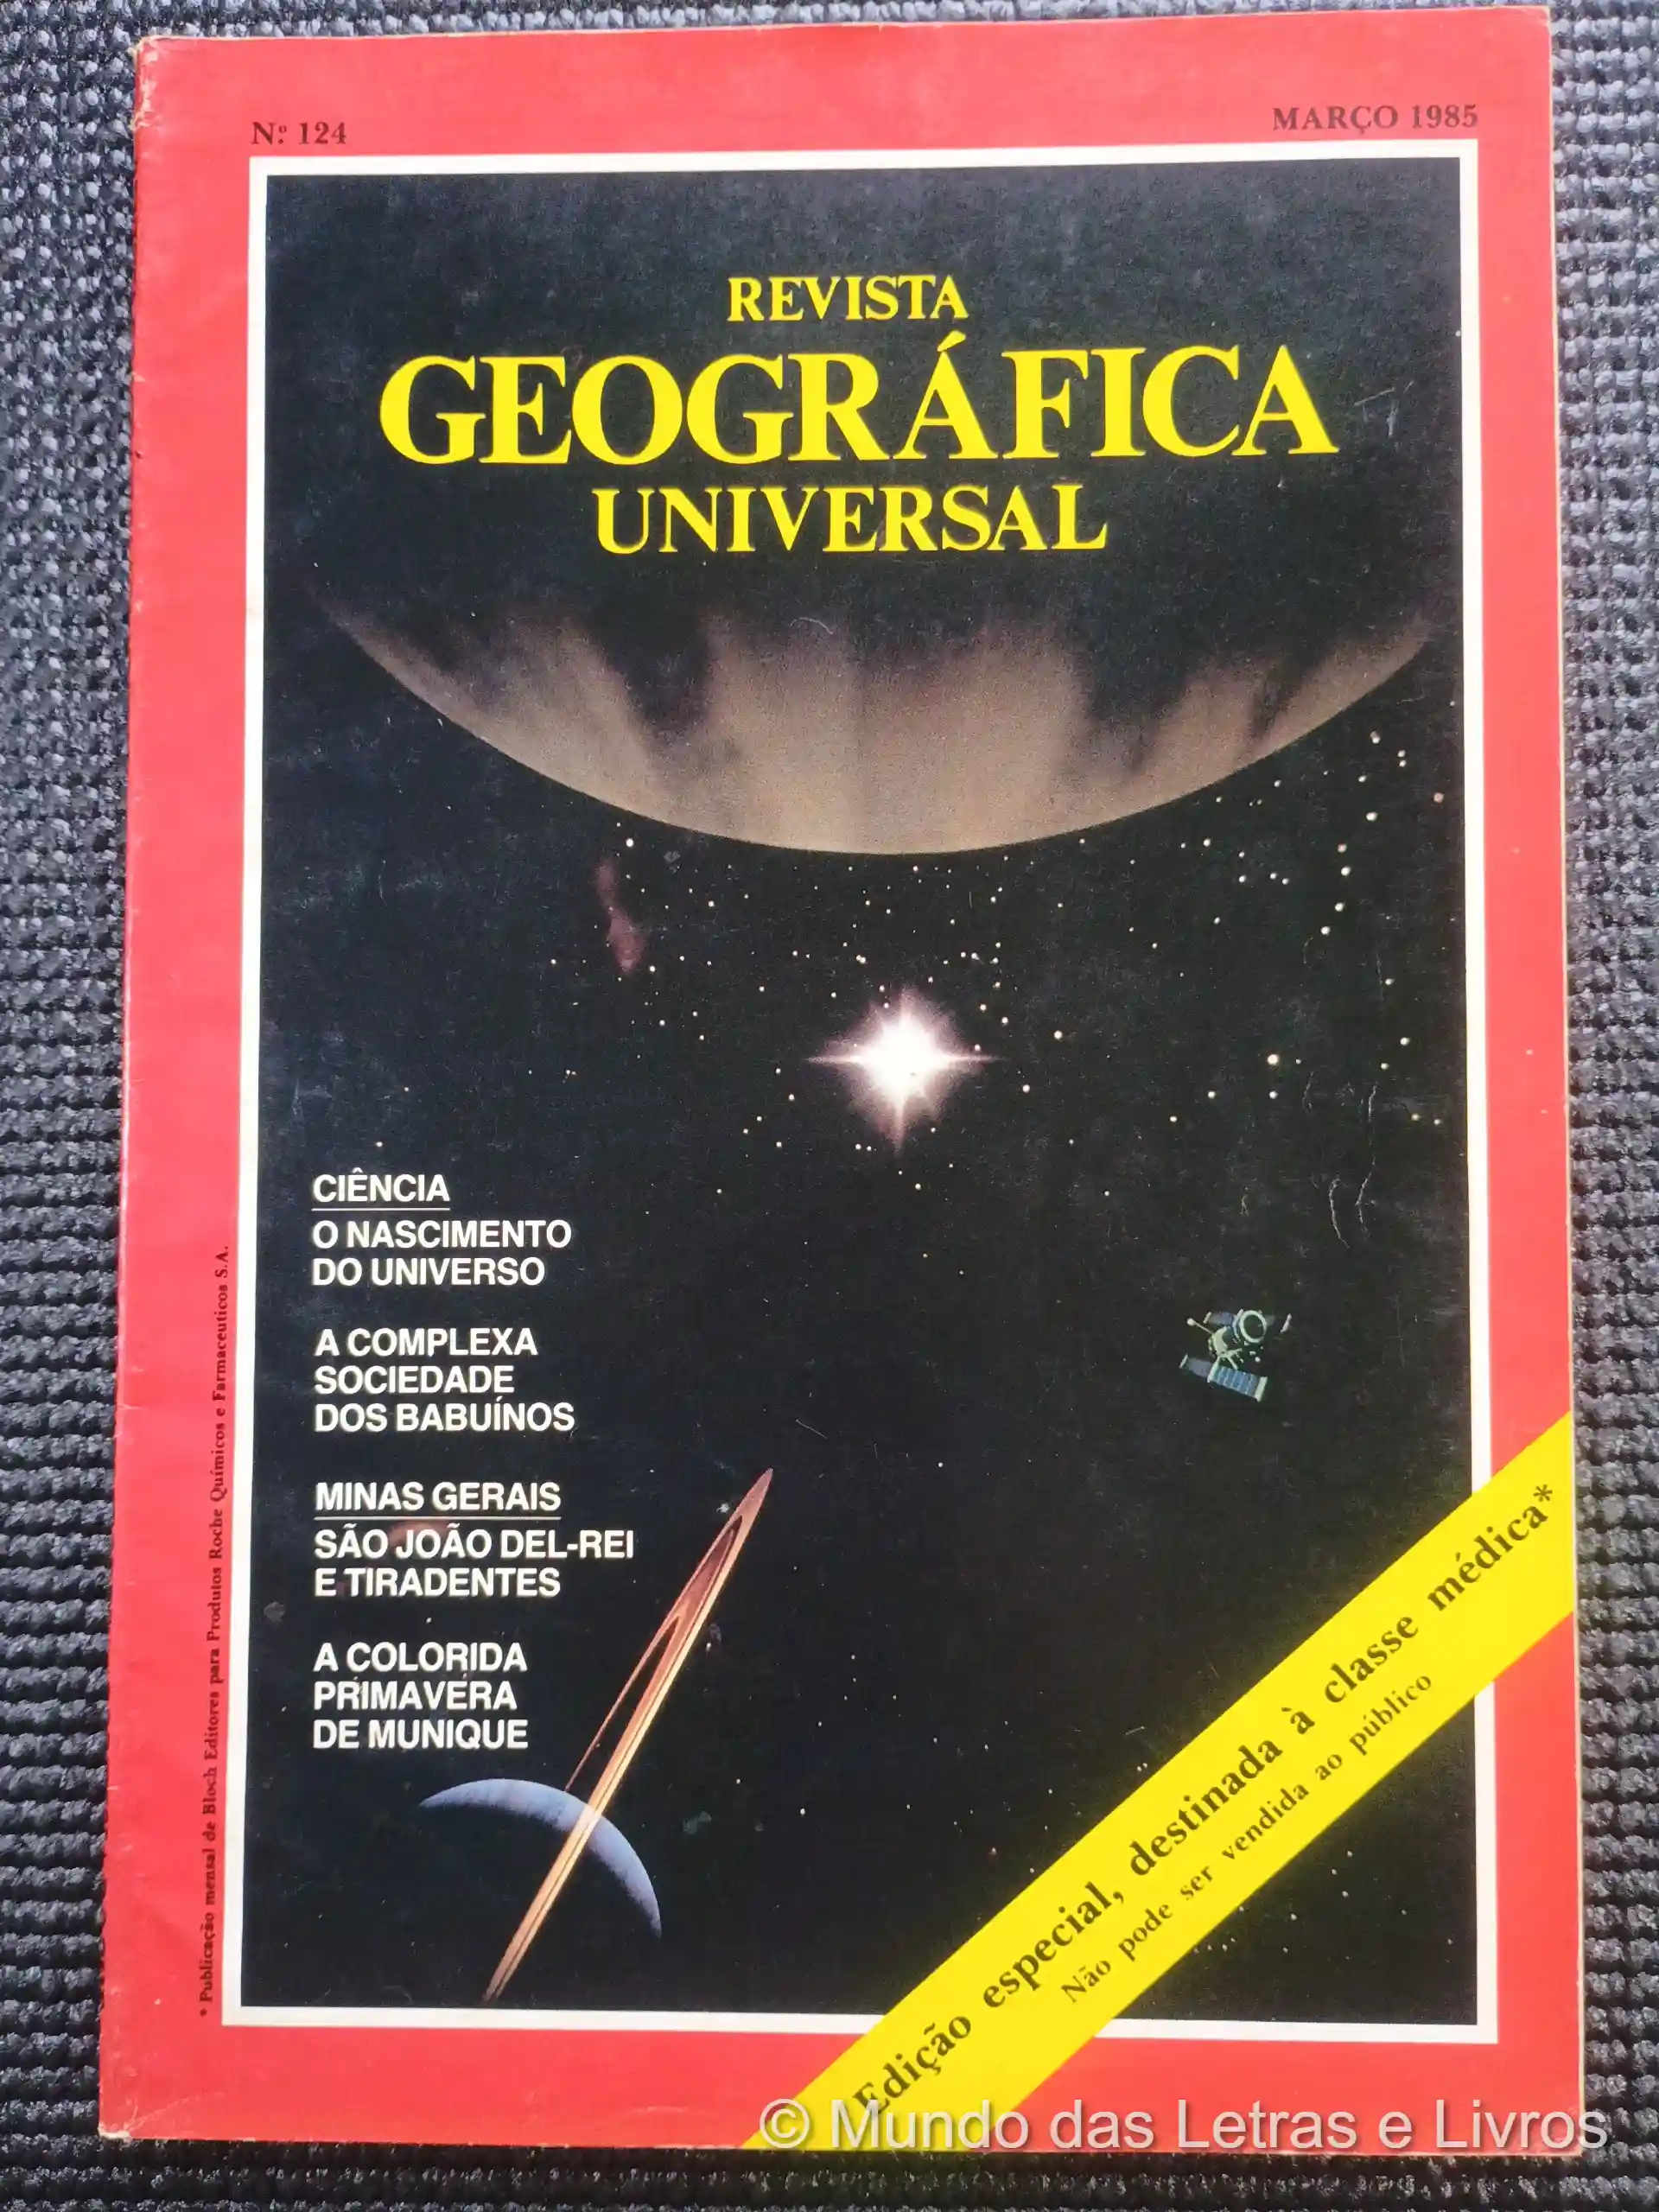 Nº 124
MARÇO 1985
REVISTA
GEOGRÁFICA
UNIVERSAL
CIÊNCIA
O NASCIMENTO
DO UNIVERSO
A COMPLEXA
SOCIEDADE
DOS BABUÍNOS
MINAS GERAIS
SÃO JOÃO DEL-REI
E TIRADENTES
A COLORIDA
PRIMAVERA
DE MUNIQUE
* Publicação mensal de Bloch Editores para Produtos Roche Químicos e Farmaceuticos S.A.
Edição especial, destinada à classe médica*
Não pode ser vendida ao público
© Mundo das Letras e Livros